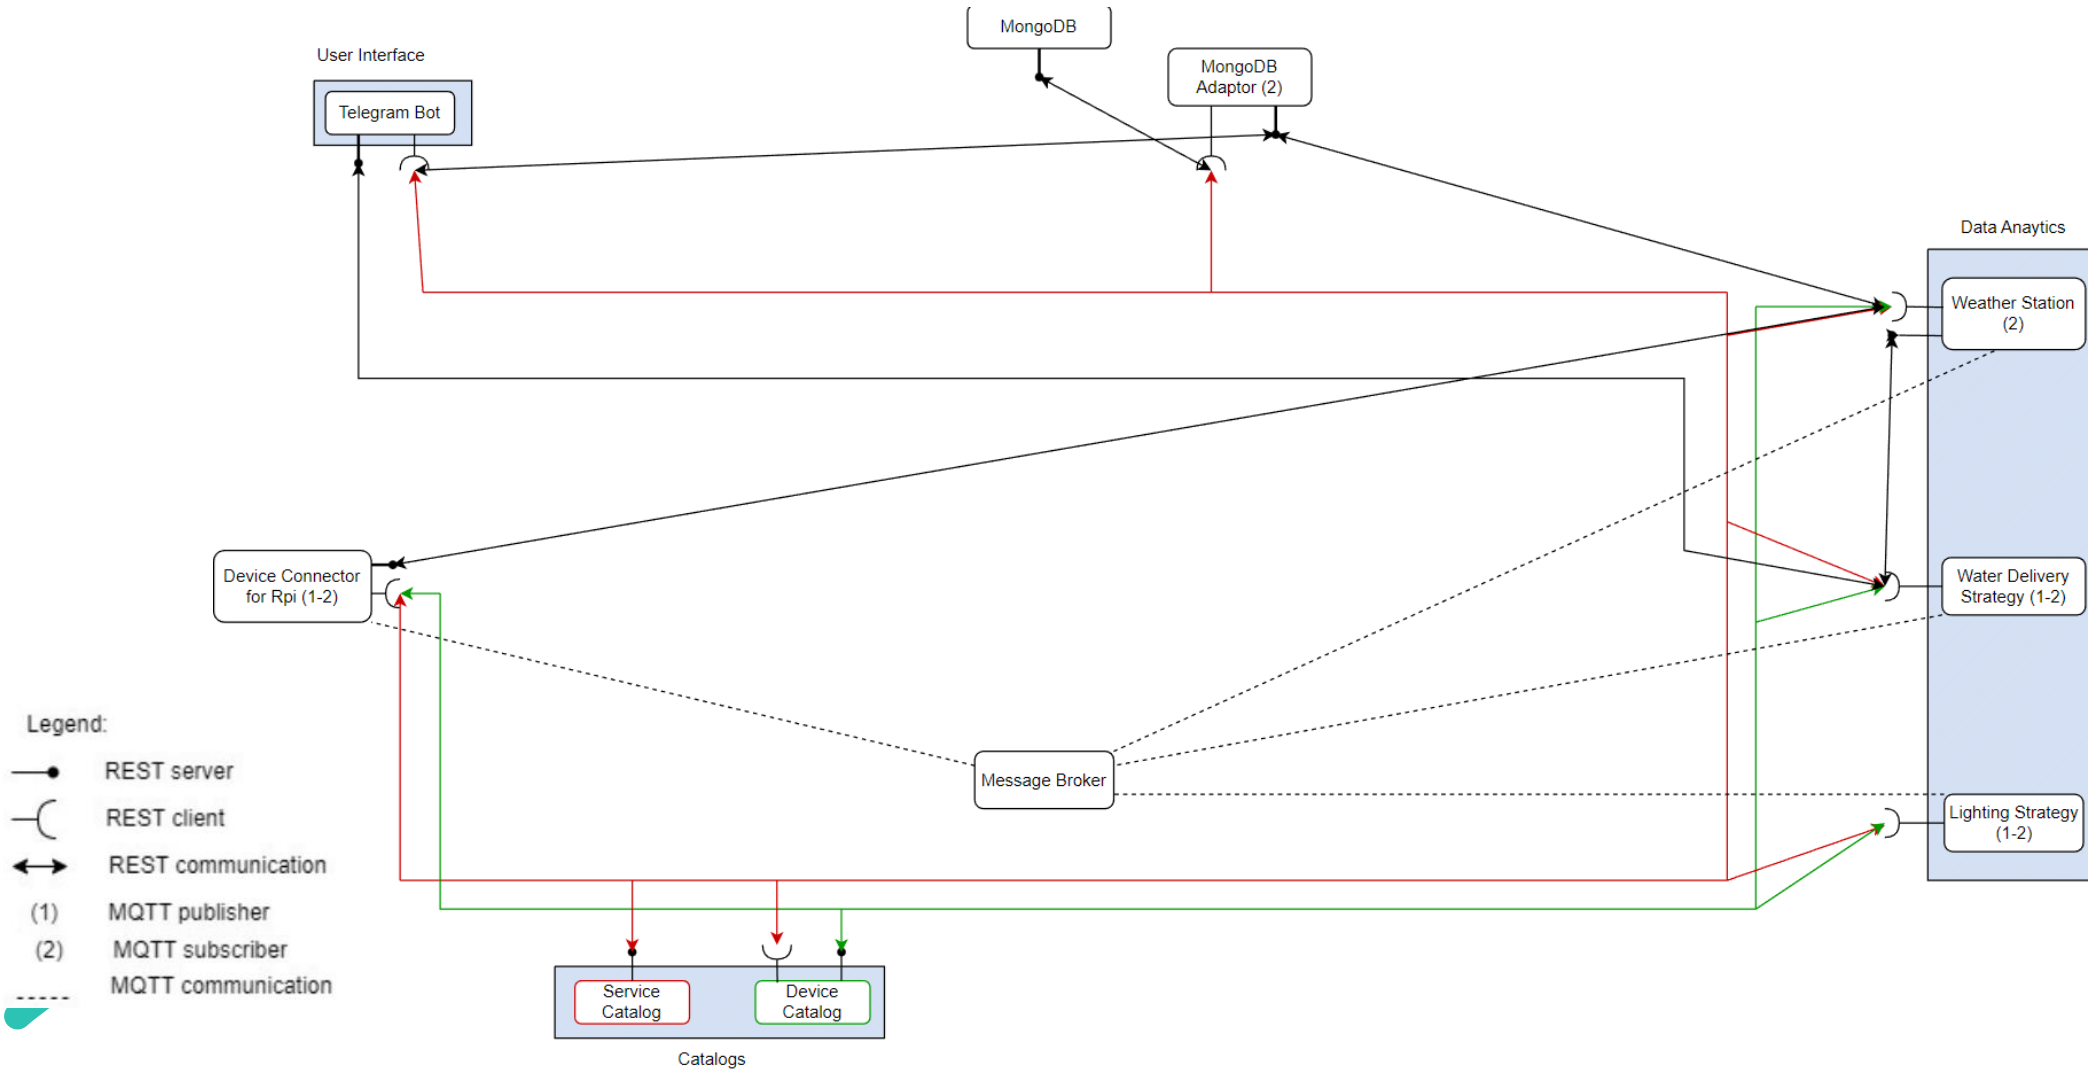 MongoDB
User Interface
MongoDB
Adaptor (2)
Telegram Bot
Data Anaytics
Weather Station
(2)
Device Connector
for Rpi (1-2)
Water Delivery
Strategy (1-2)
Legend:
REST server
REST client
REST communication
(1) MQTT publisher
(2) MQTT subscriber
MQTT communication
Message Broker
Lighting Strategy
(1-2)
Service
Catalog
Device
Catalog
Catalogs